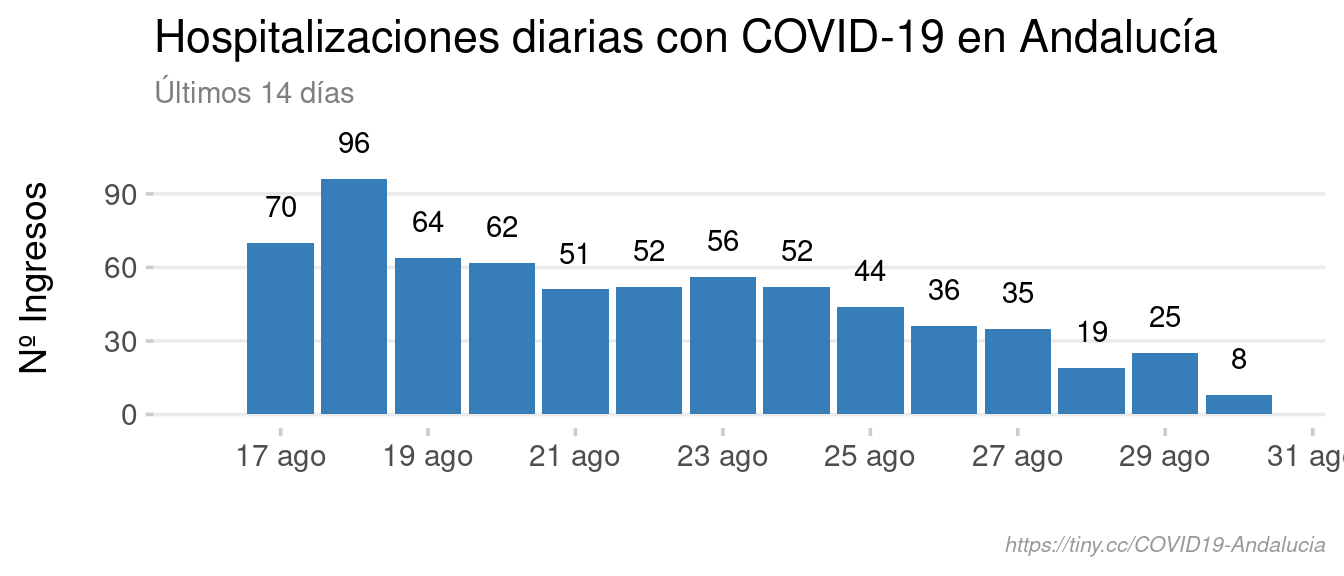 Hospitalizaciones diarias con COVID-19 en Andalucía
Últimos 14 días
Nº Ingresos
90
60
30
0
70
96
64
62
51
52
56
52
44
36
35
19
25
8
17 ago
19 ago
21 ago
23 ago
25 ago
27 ago
29 ago
31 ag
https://tiny.cc/COVID19-Andalucia